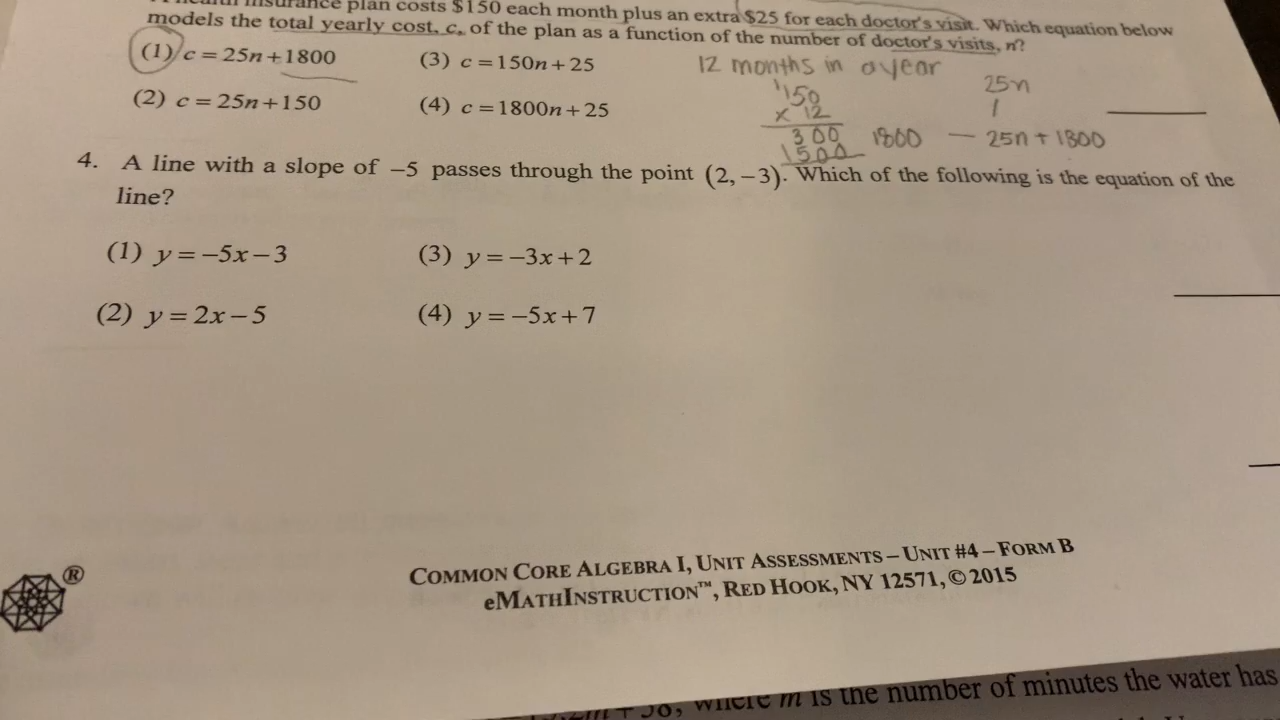 insurance plan costs $150 each month plus an extra $25 for each doctor's visit. Which equation below
models the total yearly cost, c, of the plan as a function of the number of doctor's visits, n?
(1) c = 25n + 1800 (3) c = 150n + 25
(2) c = 25n + 150 (4) c = 1800n + 25
12 months in a year
1
150
x 12
300
1500
1800 — 25n + 1800
25n
4. A line with a slope of −5 passes through the point (2, −3). Which of the following is the equation of the
line?
(1) y = −5x − 3 (3) y = −3x + 2
(2) y = 2x − 5 (4) y = −5x + 7
®
COMMON CORE ALGEBRA I, UNIT ASSESSMENTS – UNIT #4 – FORM B
eMATHINSTRUCTION™, RED HOOK, NY 12571, © 2015
where m is the number of minutes the water has